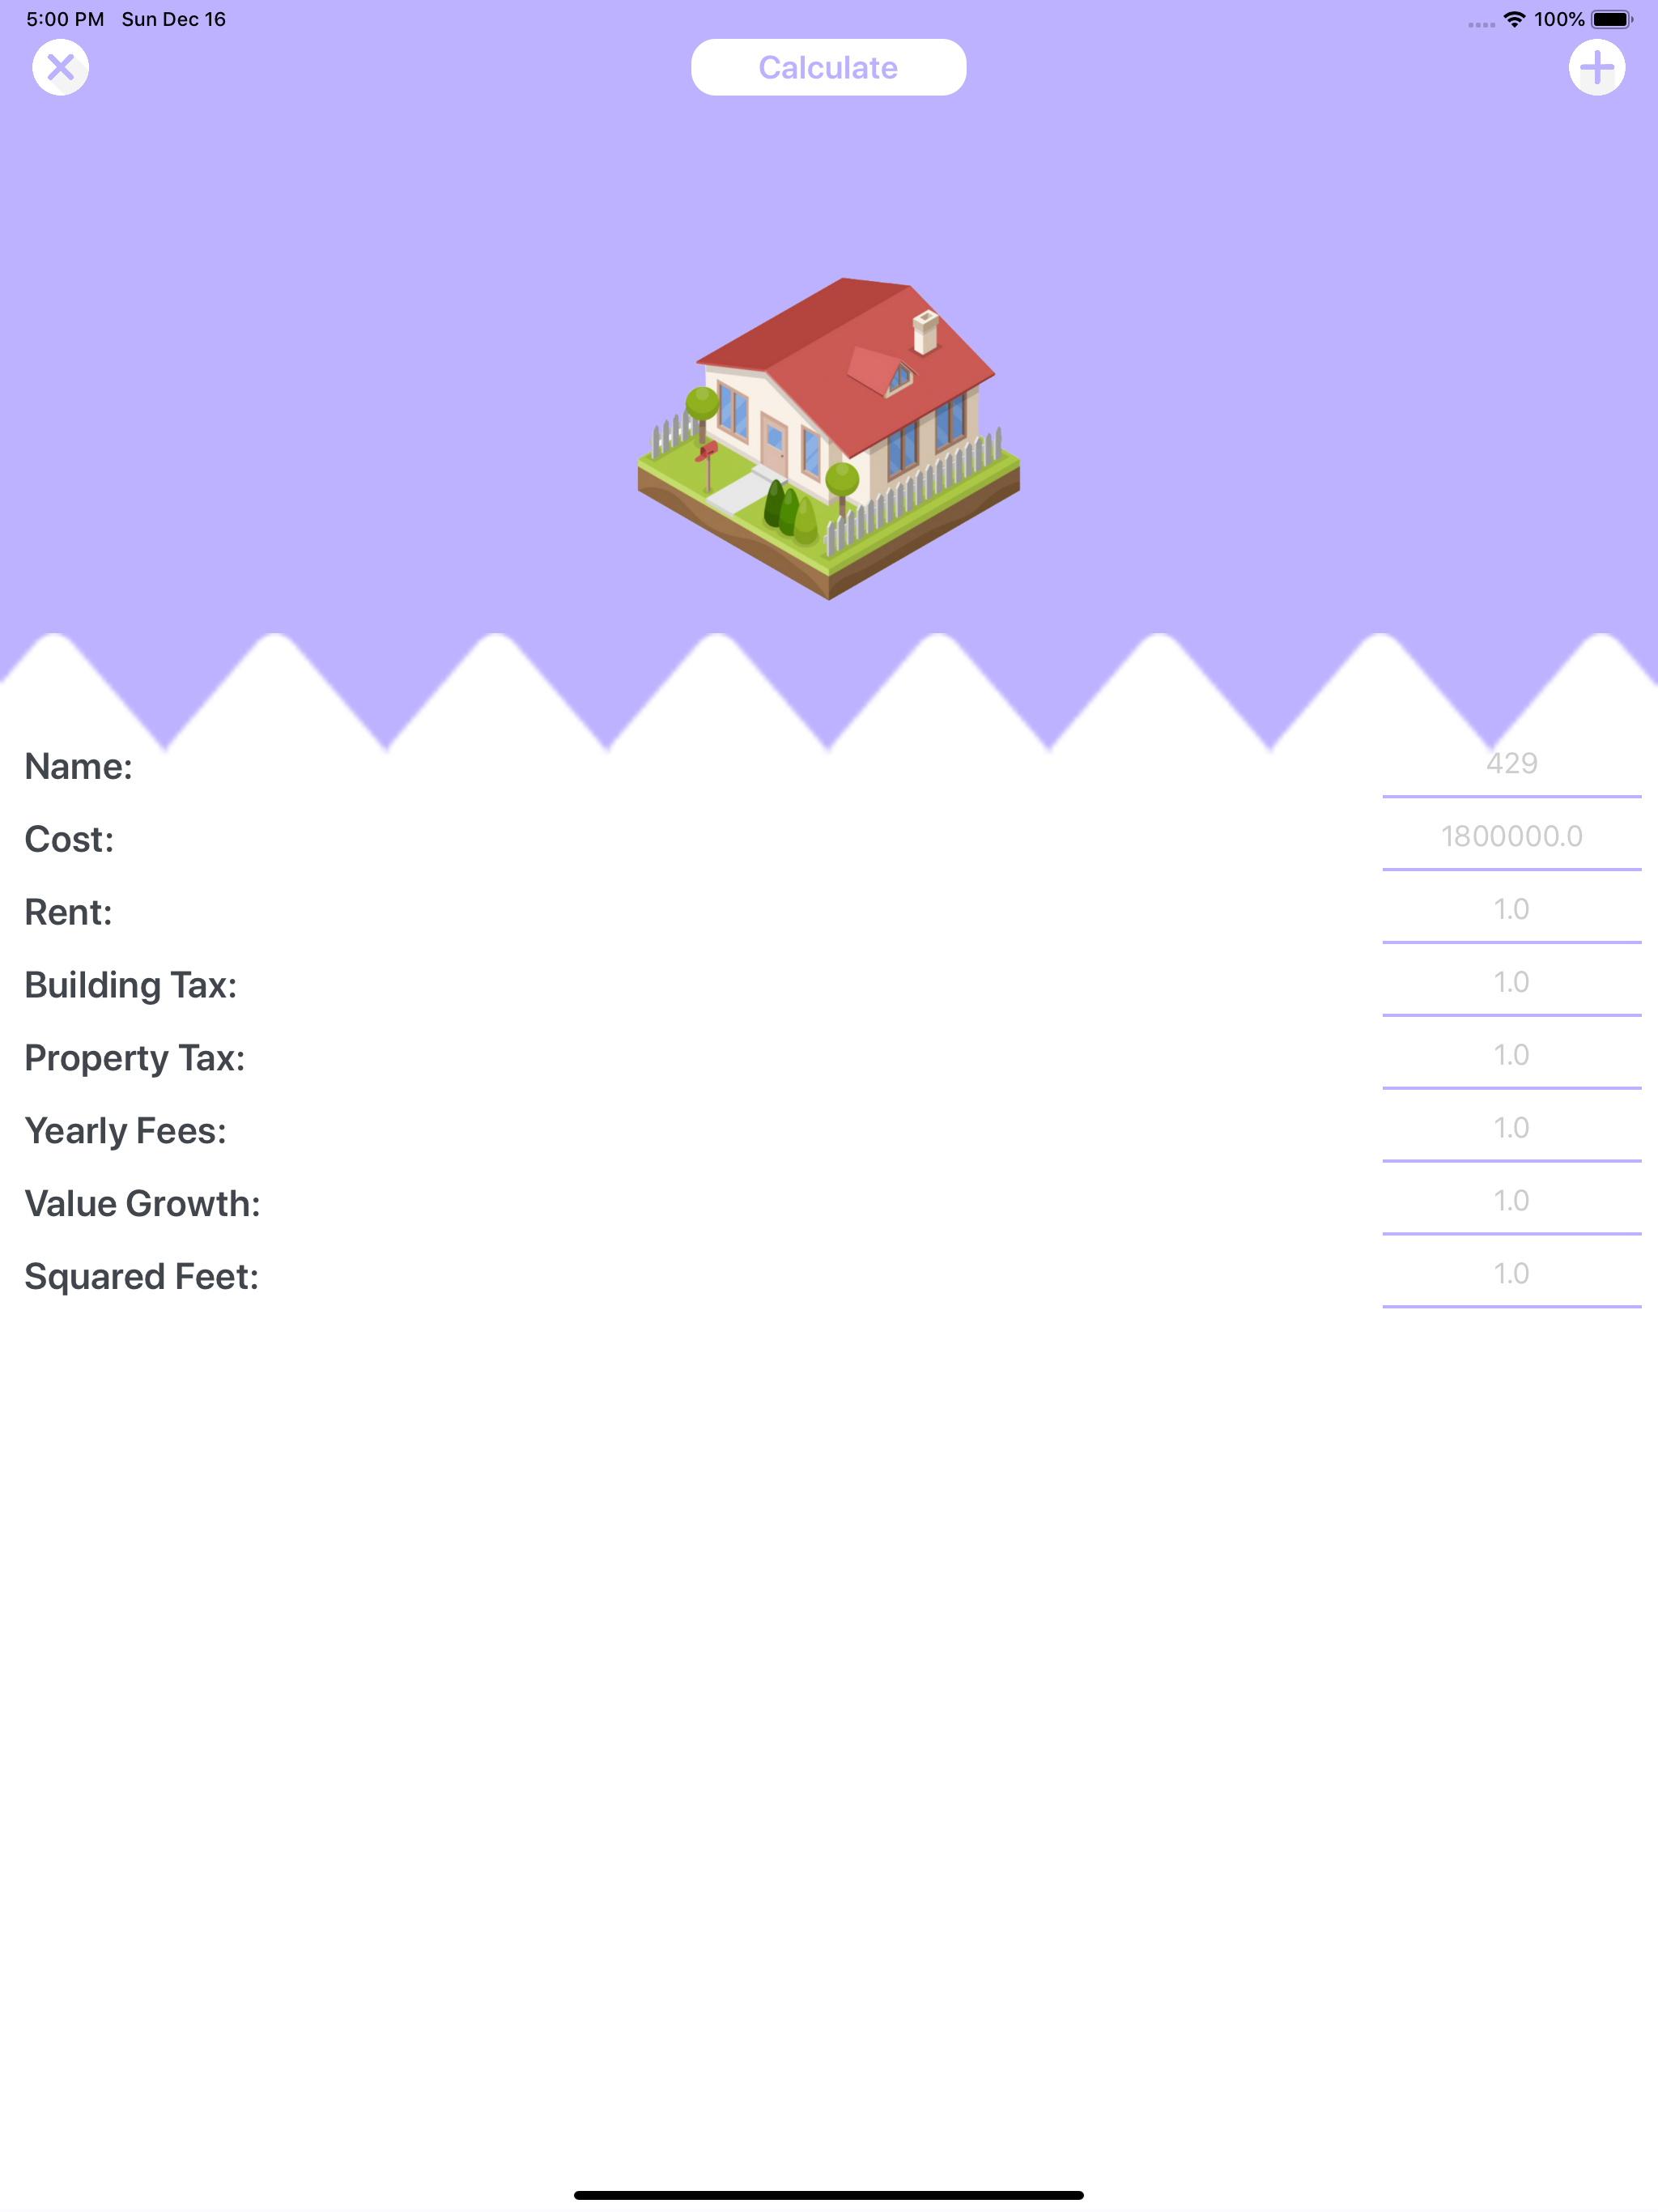 5:00 PM Sun Dec 16 100%
Calculate
Name: 429
Cost: 1800000.0
Rent: 1.0
Building Tax: 1.0
Property Tax: 1.0
Yearly Fees: 1.0
Value Growth: 1.0
Squared Feet: 1.0